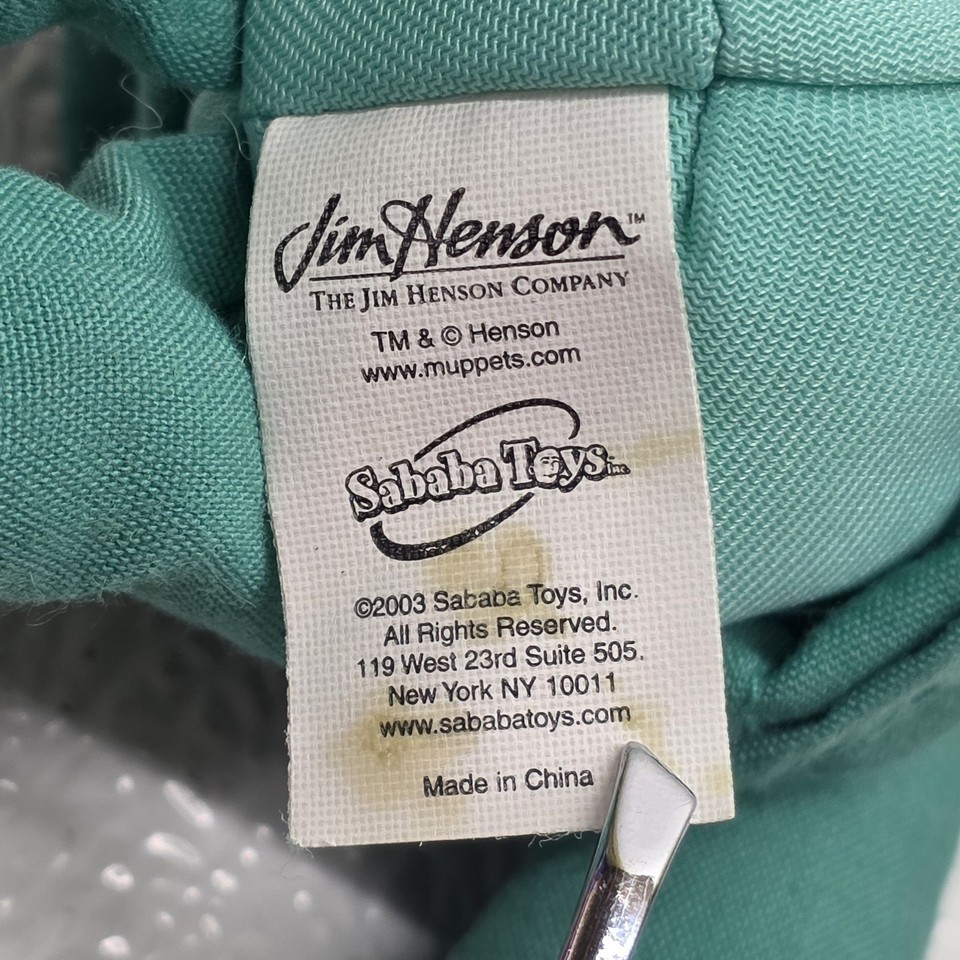 Jim Henson™
THE JIM HENSON COMPANY
TM & © Henson
www.muppets.com
Sababa Toys Inc.
©2003 Sababa Toys, Inc.
All Rights Reserved.
119 West 23rd Suite 505.
New York NY 10011
www.sababatoys.com
Made in China